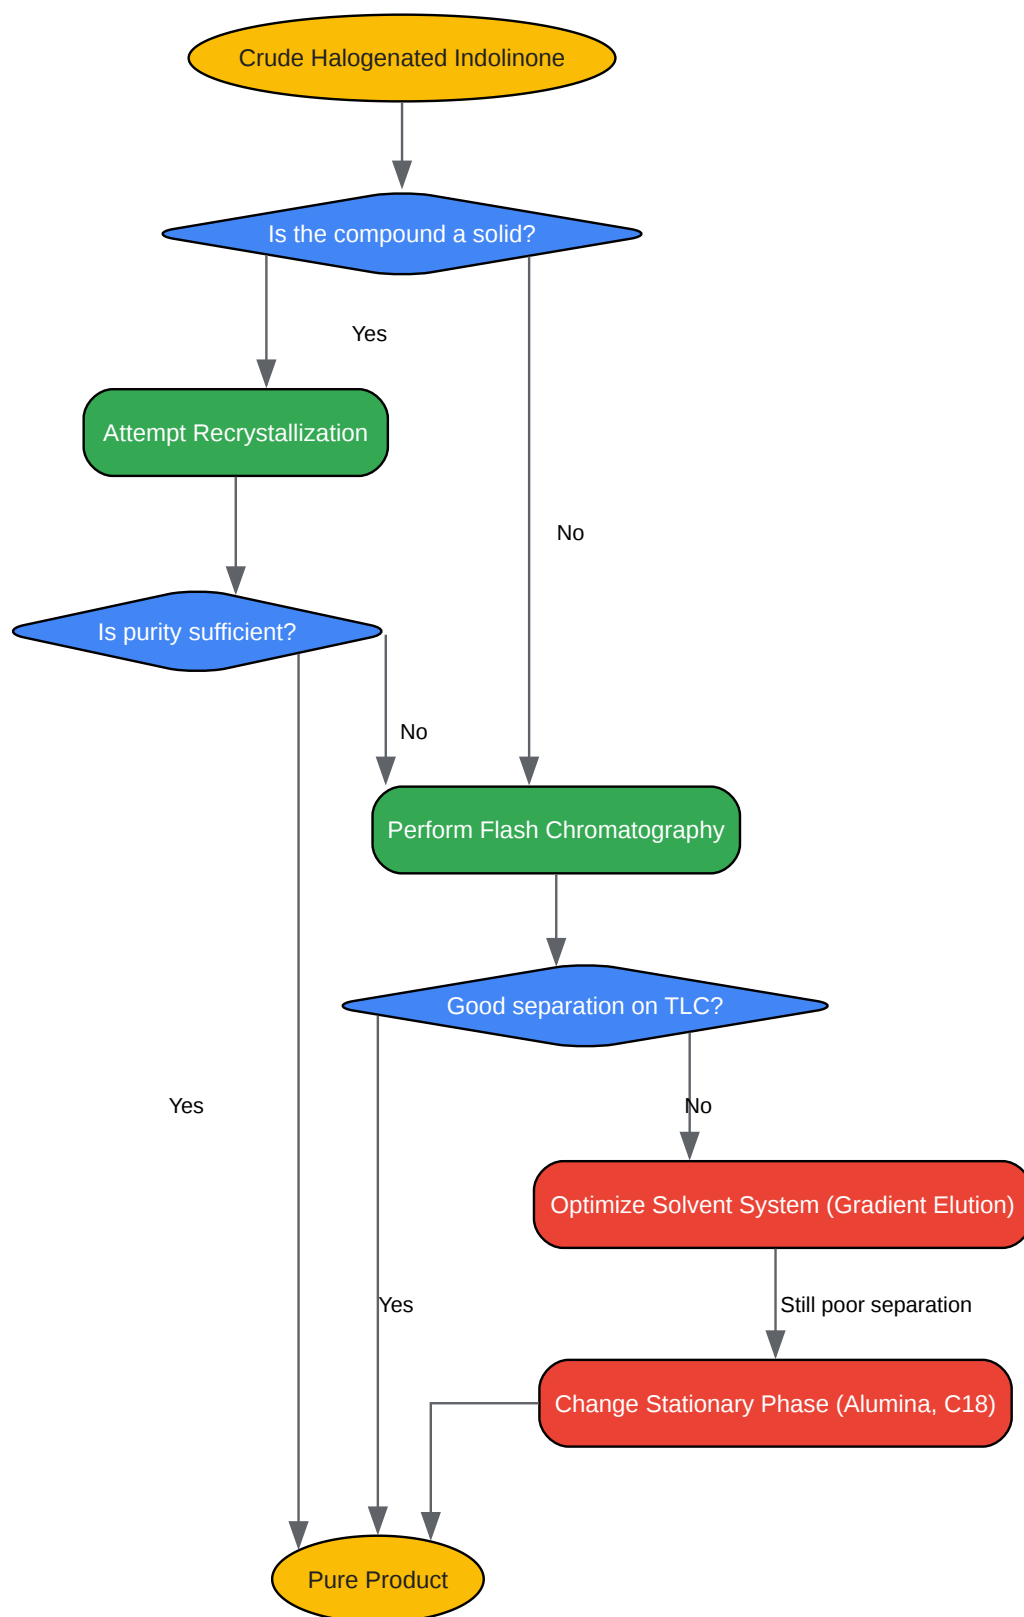 Crude Halogenated Indolinone
Is the compound a solid?
Yes
Attempt Recrystallization
No
Is purity sufficient?
No
Perform Flash Chromatography
Good separation on TLC?
Yes
No
Optimize Solvent System (Gradient Elution)
Yes
Still poor separation
Change Stationary Phase (Alumina, C18)
Pure Product